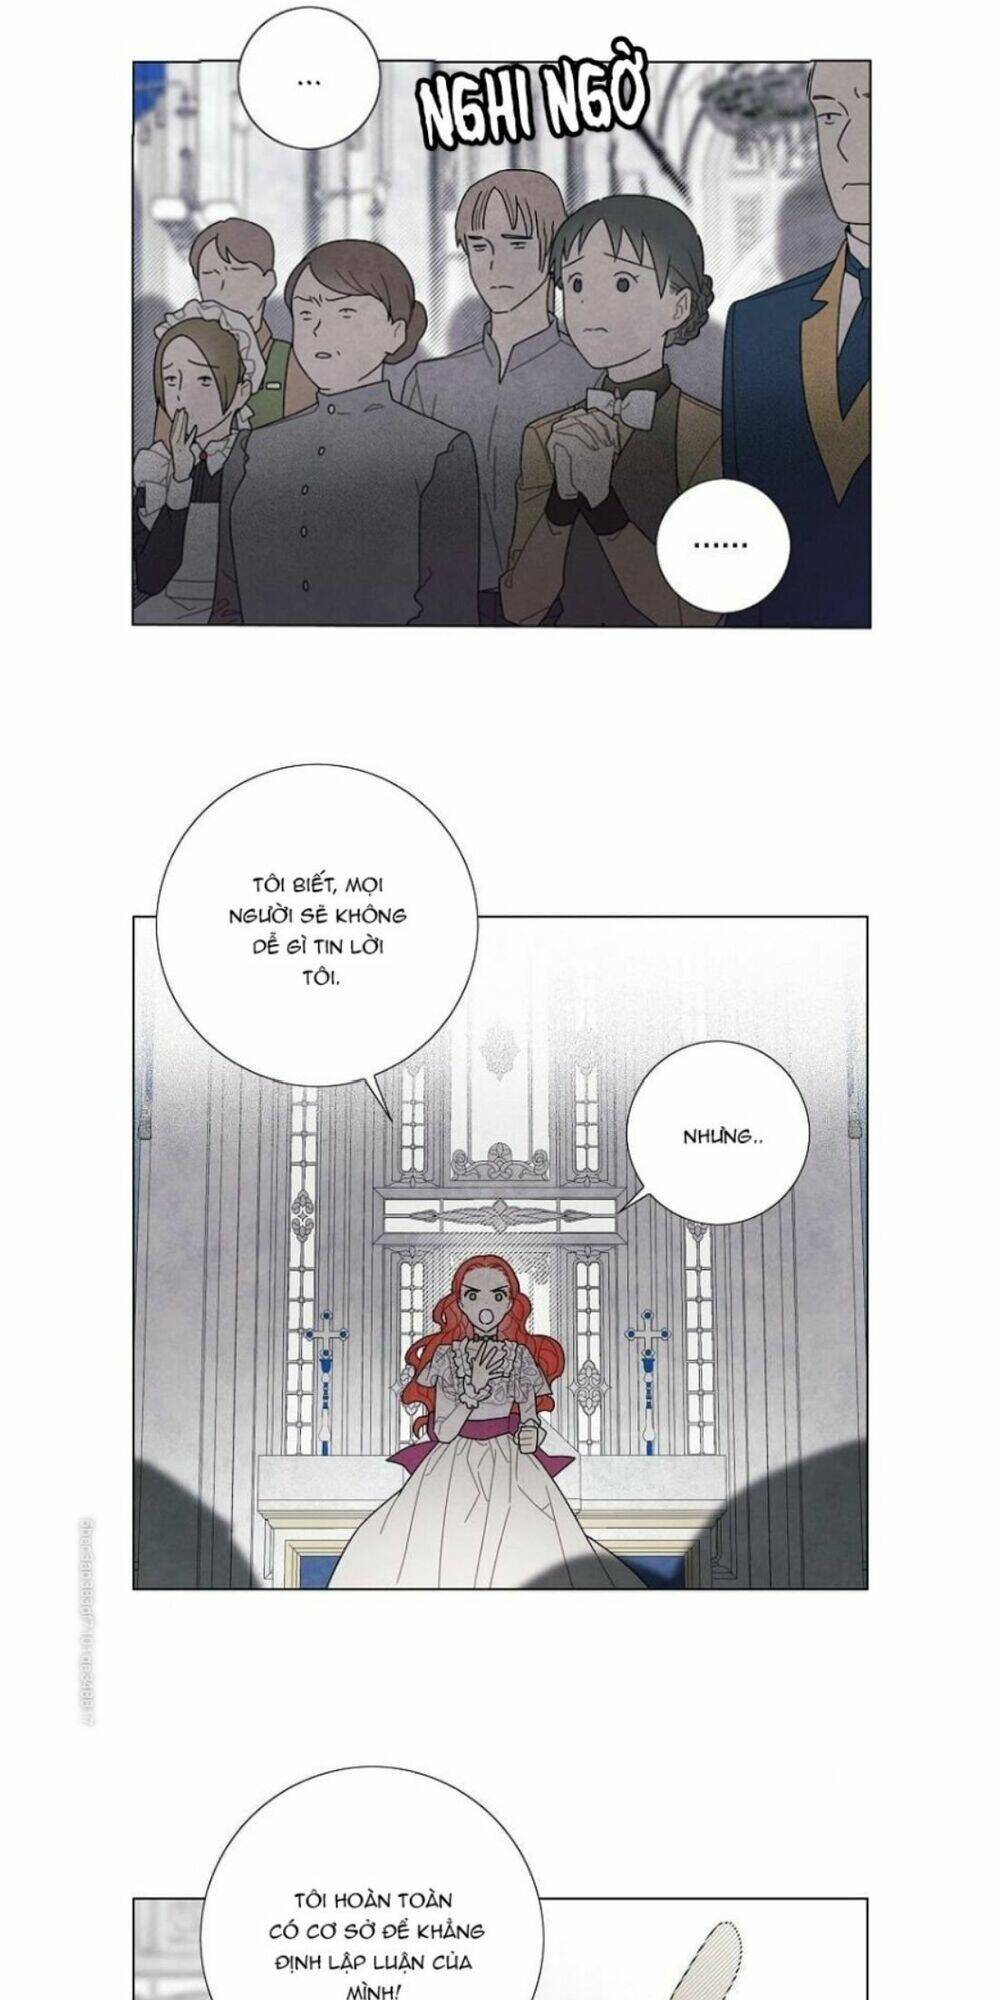 ...
NGHI NGỜ
......
TÔI BIẾT, MỌI
NGƯỜI SẼ KHÔNG
DỄ GÌ TIN LỜI
TÔI.
NHƯNG..
TÔI HOÀN TOÀN
CÓ CƠ SỞ ĐỂ KHẲNG
ĐỊNH LẬP LUẬN CỦA
MÌNH!